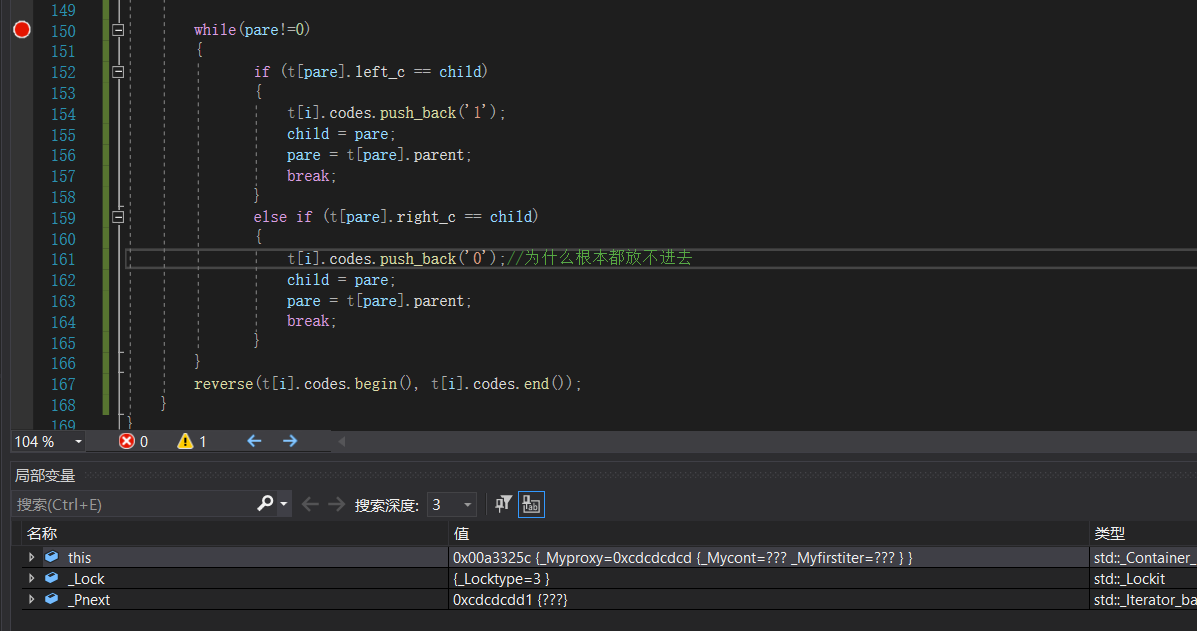 149
150 while(pare!=0)
151 {
152 if (t[pare].left_c == child)
153 {
154 t[i].codes.push_back('1');
155 child = pare;
156 pare = t[pare].parent;
157 break;
158 }
159 else if (t[pare].right_c == child)
160 {
161 t[i].codes.push_back('0');//为什么根本都放不进去
162 child = pare;
163 pare = t[pare].parent;
164 break;
165 }
166 }
167 reverse(t[i].codes.begin(), t[i].codes.end());
168 }
169 }
104 % 0 1
局部变量
搜索(Ctrl+E) 搜索深度: 3
名称 值 类型
this 0x00a3325c {_Myproxy=0xcdcdcdcd {_Mycont=??? _Myfirstiter=??? } } std::_Container_
_Lock {_Locktype=3 } std::_Lockit
_Pnext 0xcdcdcdd1 {???} std::_Iterator_ba